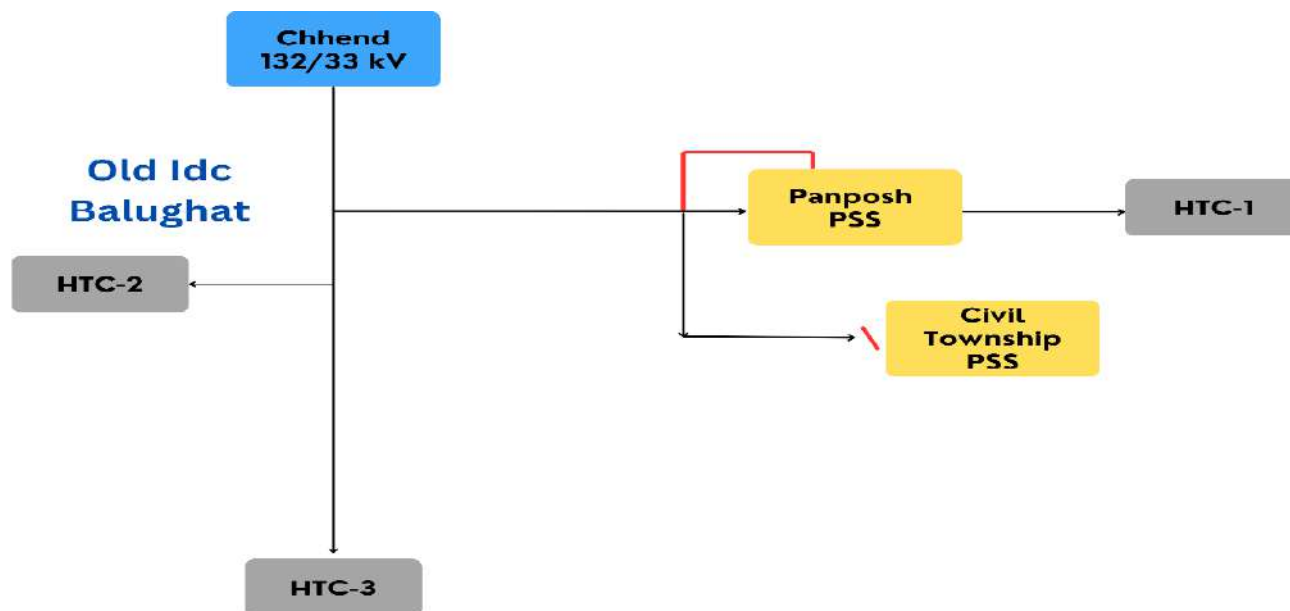 Chhend
132/33 kV
Old Idc
Balughat
Panposh
PSS
HTC-1
HTC-2
Civil
Township
PSS
HTC-3